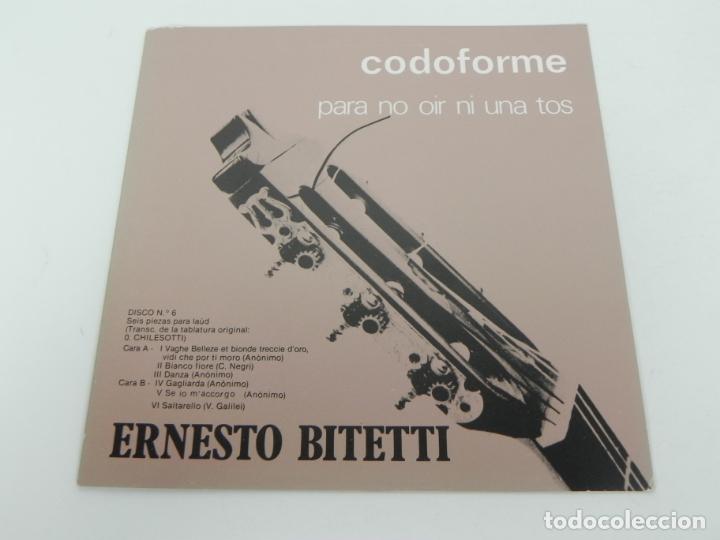 codoforme
para no oir ni una tos
DISCO N.º 6
Seis piezas para laúd
(Transc. de la tablatura original:
O. CHILESOTTI)
Cara A - I Vaghe Belleze et bionde treccie d'oro,
vidi che por ti moro (Anónimo)
II Bianco fiore (C. Negri)
III Danza (Anónimo)
Cara B - IV Gagliarda (Anónimo)
V Se io m'accorgo (Anónimo)
VI Saltarello (V. Galilei)
ERNESTO BITETTI
todocoleccion